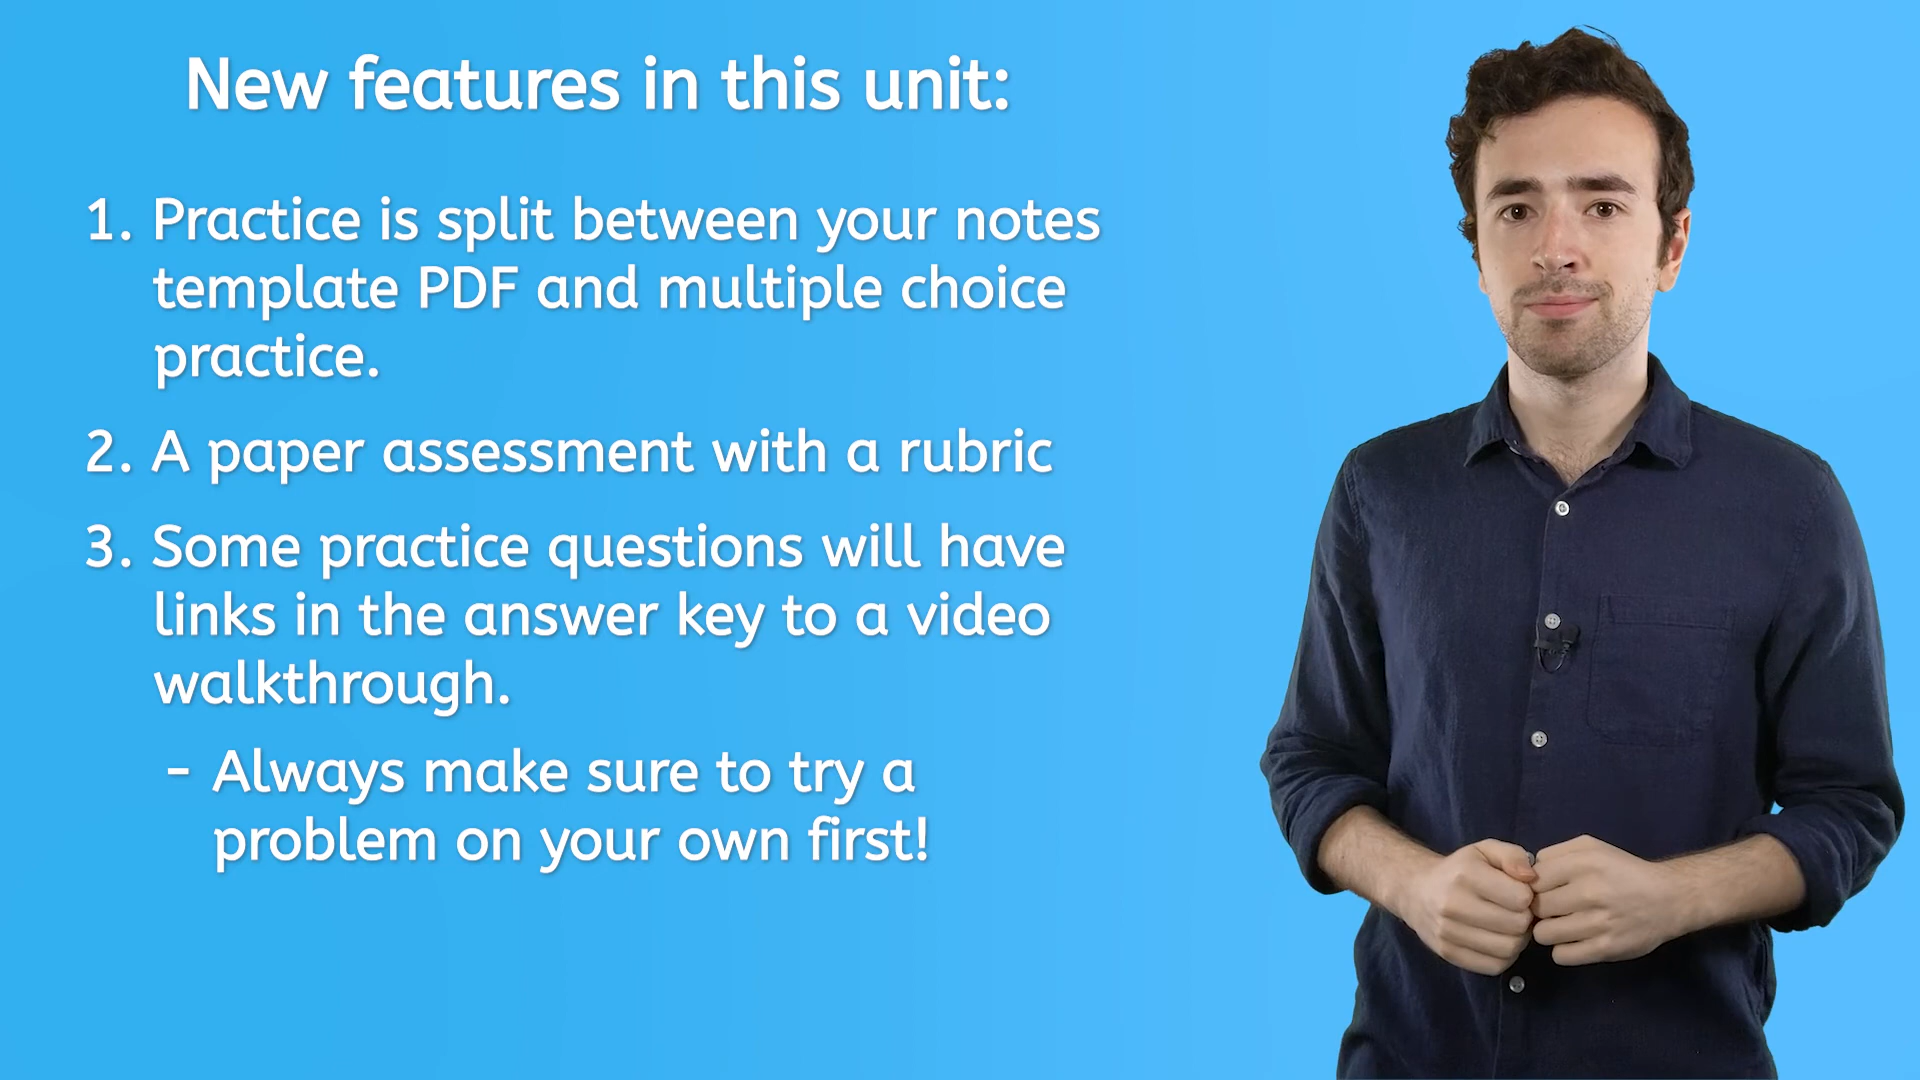 New features in this unit:
1. Practice is split between your notes
template PDF and multiple choice
practice.
2. A paper assessment with a rubric
3. Some practice questions will have
links in the answer key to a video
walkthrough.
- Always make sure to try a
problem on your own first!